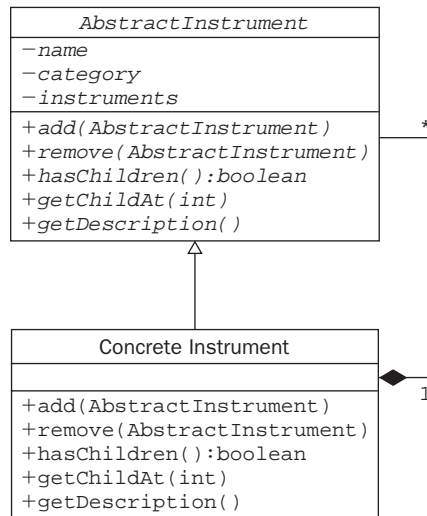 AbstractInstrument
−name
−category
−instruments
+add(AbstractInstrument)
+remove(AbstractInstrument)
+hasChildren():boolean
+getChildAt(int)
+getDescription()
*
Concrete Instrument
1
+add(AbstractInstrument)
+remove(AbstractInstrument)
+hasChildren():boolean
+getChildAt(int)
+getDescription()